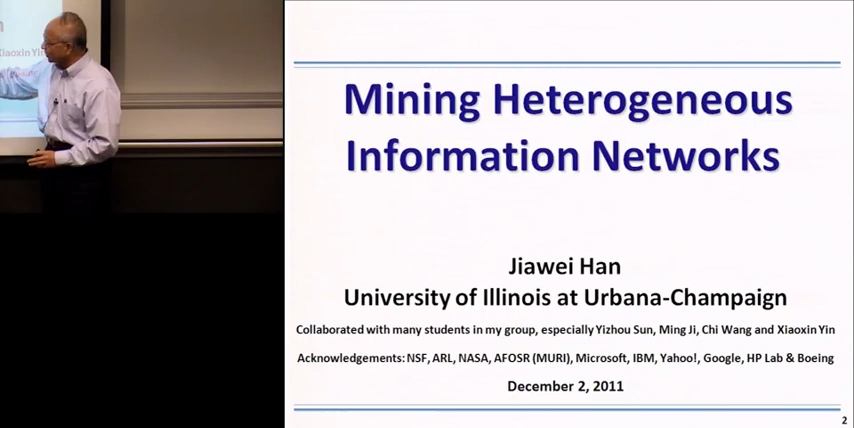 Xiaoxin Yin
Mining Heterogeneous
Information Networks
Jiawei Han
University of Illinois at Urbana-Champaign
Collaborated with many students in my group, especially Yizhou Sun, Ming Ji, Chi Wang and Xiaoxin Yin
Acknowledgements: NSF, ARL, NASA, AFOSR (MURI), Microsoft, IBM, Yahoo!, Google, HP Lab & Boeing
December 2, 2011
2